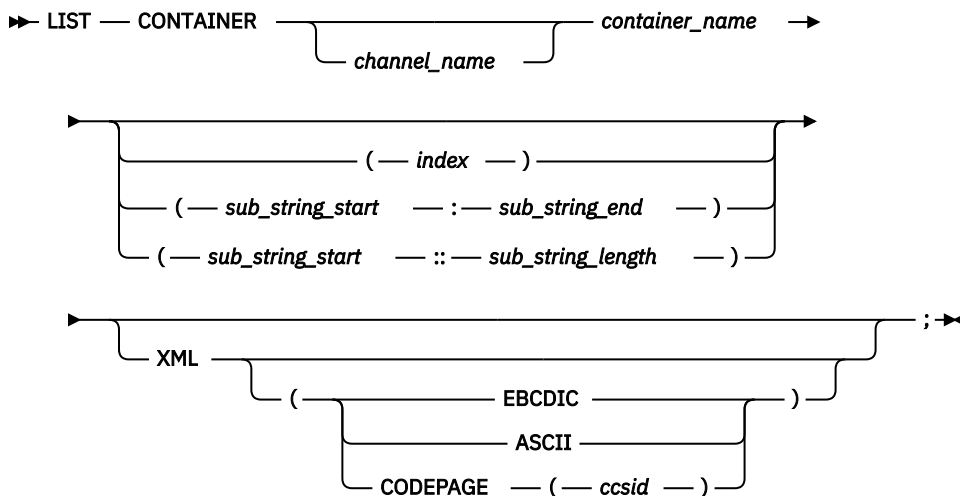 LIST CONTAINER container_name
channel_name
( index )
( sub_string_start : sub_string_end )
( sub_string_start :: sub_string_length )
;
XML
( EBCDIC )
ASCII
CODEPAGE ( ccsid )